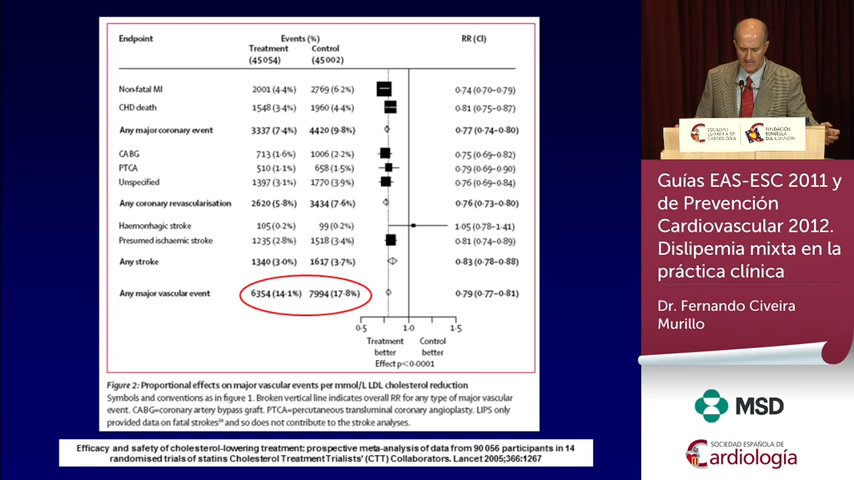 Endpoint Events (%) RR (CI)
Treatment Control
(45 054) (45 002)
Non-fatal MI 2001 (4·4%) 2769 (6·2%) 0·74 (0·70–0·79)
CHD death 1548 (3·4%) 1960 (4·4%) 0·81 (0·75–0·87)
Any major coronary event 3337 (7·4%) 4420 (9·8%) 0·77 (0·74–0·80)
CABG 713 (1·6%) 1006 (2·2%) 0·75 (0·69–0·82)
PTCA 510 (1·1%) 658 (1·5%) 0·79 (0·69–0·90)
Unspecified 1397 (3·1%) 1770 (3·9%) 0·76 (0·69–0·84)
Any coronary revascularisation 2620 (5·8%) 3434 (7·6%) 0·76 (0·73–0·80)
Haemorrhagic stroke 105 (0·2%) 99 (0·2%) 1·05 (0·78–1·41)
Presumed ischaemic stroke 1235 (2·8%) 1518 (3·4%) 0·81 (0·74–0·89)
Any stroke 1340 (3·0%) 1617 (3·7%) 0·83 (0·78–0·88)
Any major vascular event 6354 (14·1%) 7994 (17·8%) 0·79 (0·77–0·81)
0·5 1·0 1·5
Treatment Control
better better
Effect p<0·0001
Figure 2: Proportional effects on major vascular events per mmol/L LDL cholesterol reduction
Symbols and conventions as in figure 1. Broken vertical line indicates overall RR for any type of major vascular
event. CABG=coronary artery bypass graft. PTCA=percutaneous transluminal coronary angioplasty. LIPS only
provided data on fatal strokes and so does not contribute to the stroke analyses.
Efficacy and safety of cholesterol-lowering treatment: prospective meta-analysis of data from 90 056 participants in 14
randomised trials of statins Cholesterol Treatment Trialists' (CTT) Collaborators. Lancet 2005;366:1267
SOCIEDAD
ESPAÑOLA
DE CARDIOLOGÍA
FUNDACIÓN
ESPAÑOLA
DEL CORAZÓN
Guías EAS-ESC 2011 y
de Prevención
Cardiovascular 2012.
Dislipemia mixta en la
práctica clínica
Dr. Fernando Civeira
Murillo
MSD
SOCIEDAD ESPAÑOLA DE
Cardiología